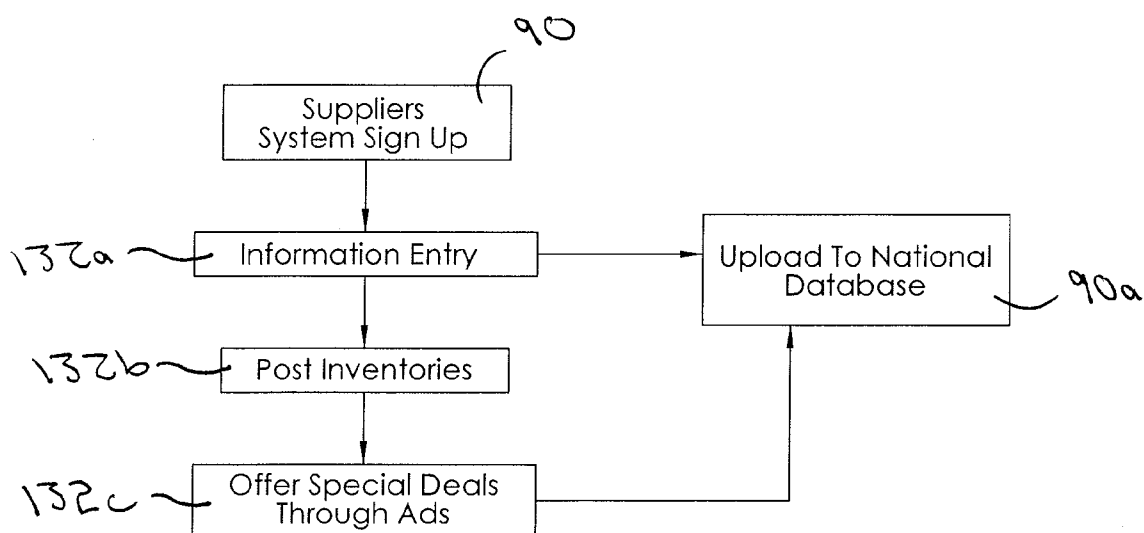 90
Suppliers
System Sign Up
132a
Information Entry
Upload To National
Database
90a
132b
Post Inventories
132c
Offer Special Deals
Through Ads